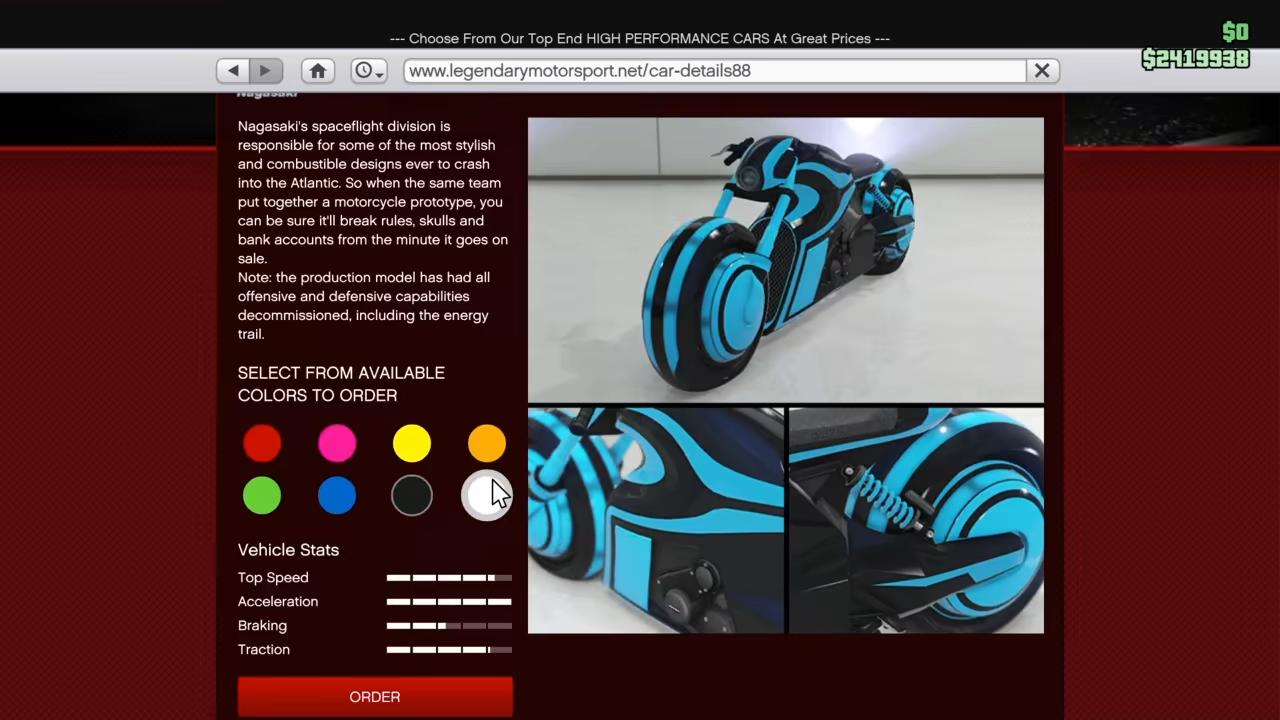 --- Choose From Our Top End HIGH PERFORMANCE CARS At Great Prices ---
$0
$2419938
www.legendarymotorsport.net/car-details88
Nagasaki
Nagasaki's spaceflight division is
responsible for some of the most stylish
and combustible designs ever to crash
into the Atlantic. So when the same team
put together a motorcycle prototype, you
can be sure it'll break rules, skulls and
bank accounts from the minute it goes on
sale.
Note: the production model has had all
offensive and defensive capabilities
decommissioned, including the energy
trail.
SELECT FROM AVAILABLE
COLORS TO ORDER
Vehicle Stats
Top Speed
Acceleration
Braking
Traction
ORDER